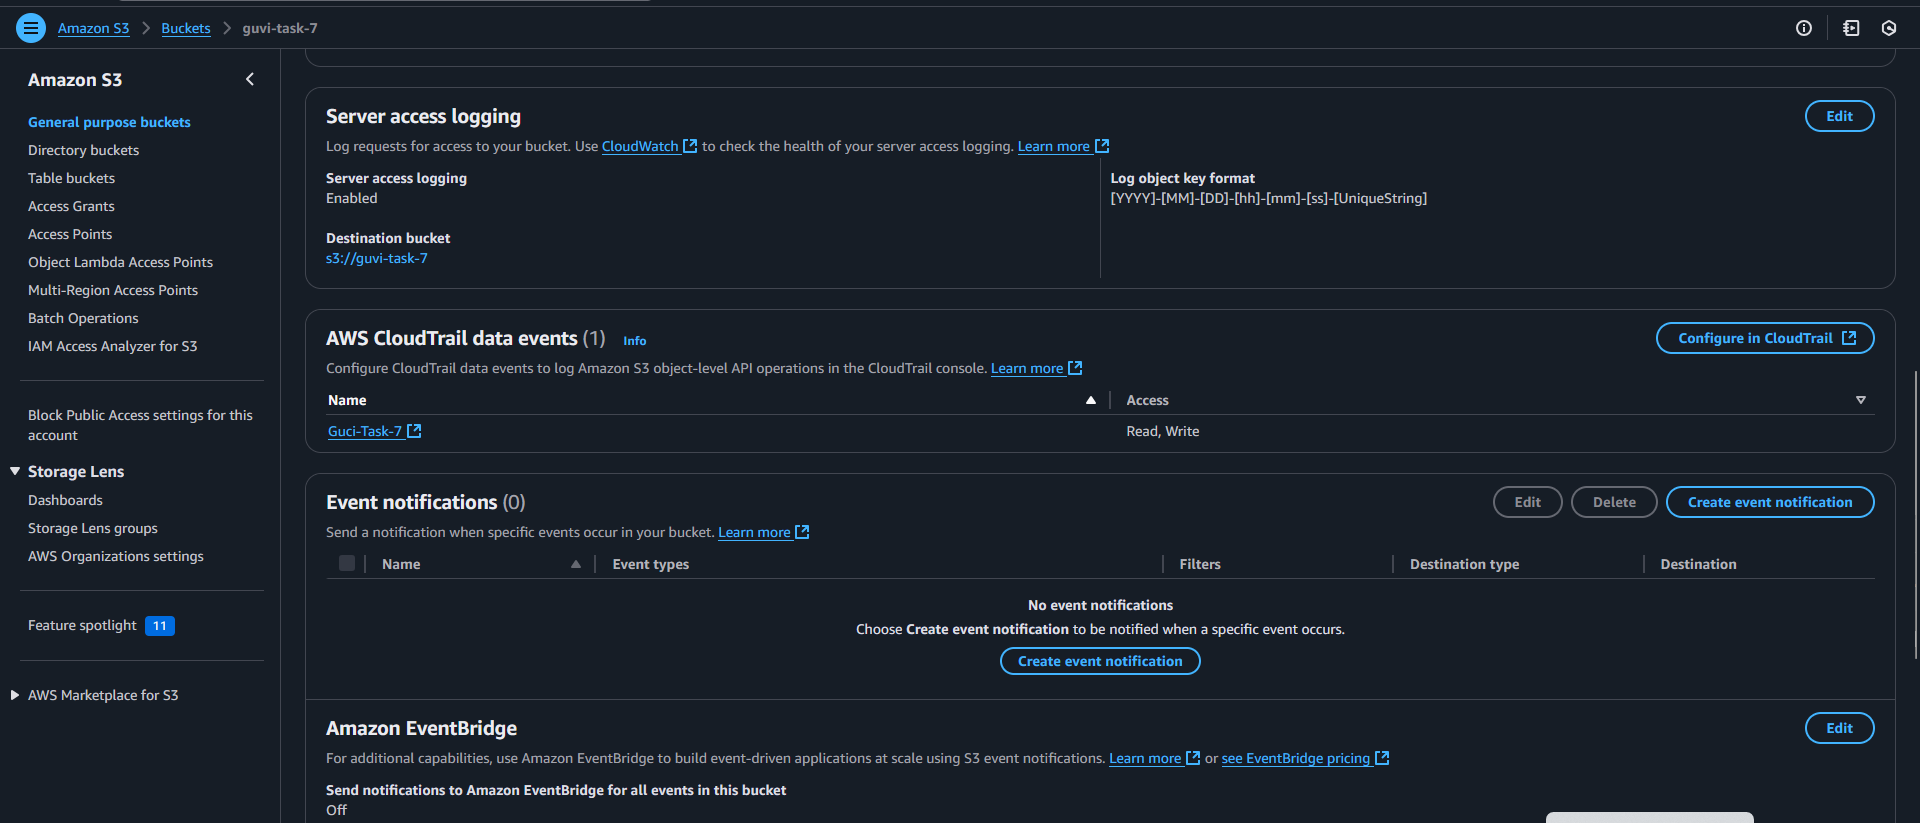 Amazon S3 > Buckets > guvi-task-7
Amazon S3
General purpose buckets
Directory buckets
Table buckets
Access Grants
Access Points
Object Lambda Access Points
Multi-Region Access Points
Batch Operations
IAM Access Analyzer for S3
Block Public Access settings for this
account
Storage Lens
Dashboards
Storage Lens groups
AWS Organizations settings
Feature spotlight 11
AWS Marketplace for S3
Server access logging
Edit
Log requests for access to your bucket. Use CloudWatch to check the health of your server access logging. Learn more
Server access logging
Enabled
Log object key format
[YYYY]-[MM]-[DD]-[hh]-[mm]-[ss]-[UniqueString]
Destination bucket
s3://guvi-task-7
AWS CloudTrail data events (1) Info
Configure in CloudTrail
Configure CloudTrail data events to log Amazon S3 object-level API operations in the CloudTrail console. Learn more
Name Access
Guci-Task-7 Read, Write
Event notifications (0)
Edit Delete Create event notification
Send a notification when specific events occur in your bucket. Learn more
Name Event types Filters Destination type Destination
No event notifications
Choose Create event notification to be notified when a specific event occurs.
Create event notification
Amazon EventBridge
Edit
For additional capabilities, use Amazon EventBridge to build event-driven applications at scale using S3 event notifications. Learn more or see EventBridge pricing
Send notifications to Amazon EventBridge for all events in this bucket
Off